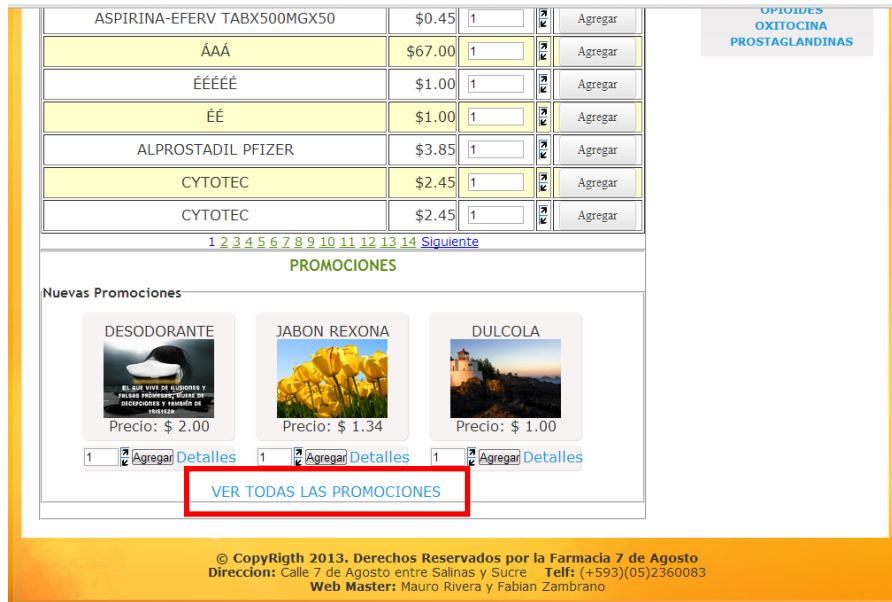 ASPIRINA-EFERV TABX500MGX50 $0.45 1 Agregar
ÁAÁ $67.00 1 Agregar
ÉÉÉÉÉ $1.00 1 Agregar
ÉÉ $1.00 1 Agregar
ALPROSTADIL PFIZER $3.85 1 Agregar
CYTOTEC $2.45 1 Agregar
CYTOTEC $2.45 1 Agregar
1 2 3 4 5 6 7 8 9 10 11 12 13 14 Siguiente
OPIOIDES
OXITOCINA
PROSTAGLANDINAS
PROMOCIONES
Nuevas Promociones
DESODORANTE
EL QUE VIVE DE ILUSIONES Y
FALSAS PROMESAS, MUERE DE
DECEPCIONES Y TAMBIÉN DE
TRISTEZA
Precio: $ 2.00
1 Agregar Detalles
JABON REXONA
Precio: $ 1.34
1 Agregar Detalles
DULCOLA
Precio: $ 1.00
1 Agregar Detalles
VER TODAS LAS PROMOCIONES
© CopyRigth 2013. Derechos Reservados por la Farmacia 7 de Agosto
Direccion: Calle 7 de Agosto entre Salinas y Sucre Telf: (+593)(05)2360083
Web Master: Mauro Rivera y Fabian Zambrano